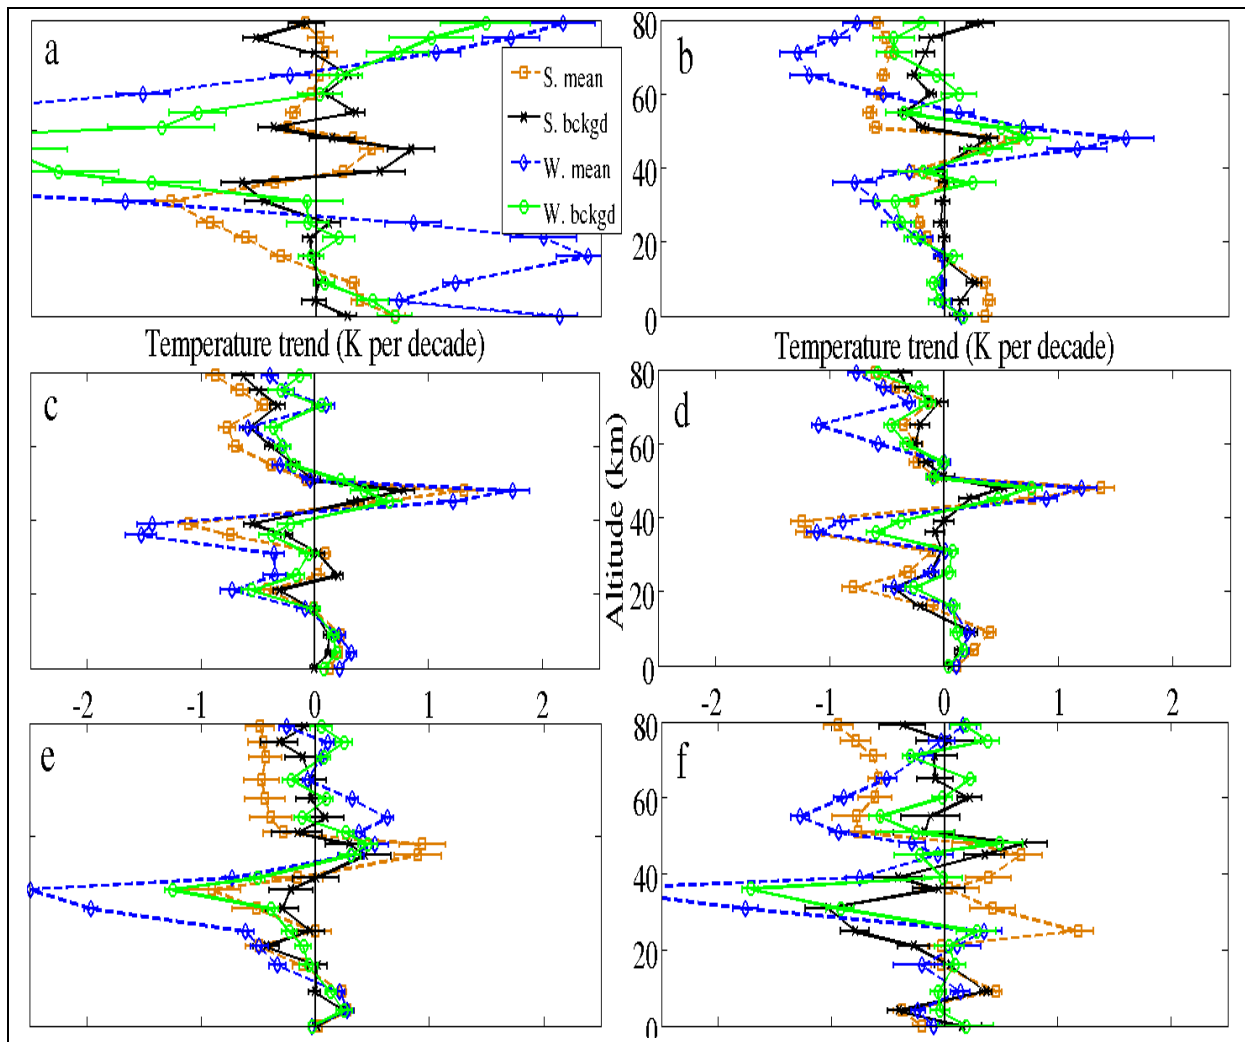 a
S. mean
S. bckgd
W. mean
W. bckgd
b
80
60
40
20
0
Temperature trend (K per decade)
Temperature trend (K per decade)
c
d
80
60
40
20
0
Altitude (km)
-2 -1 0 1 2
-2 -1 0 1 2
e
f
80
60
40
20
0